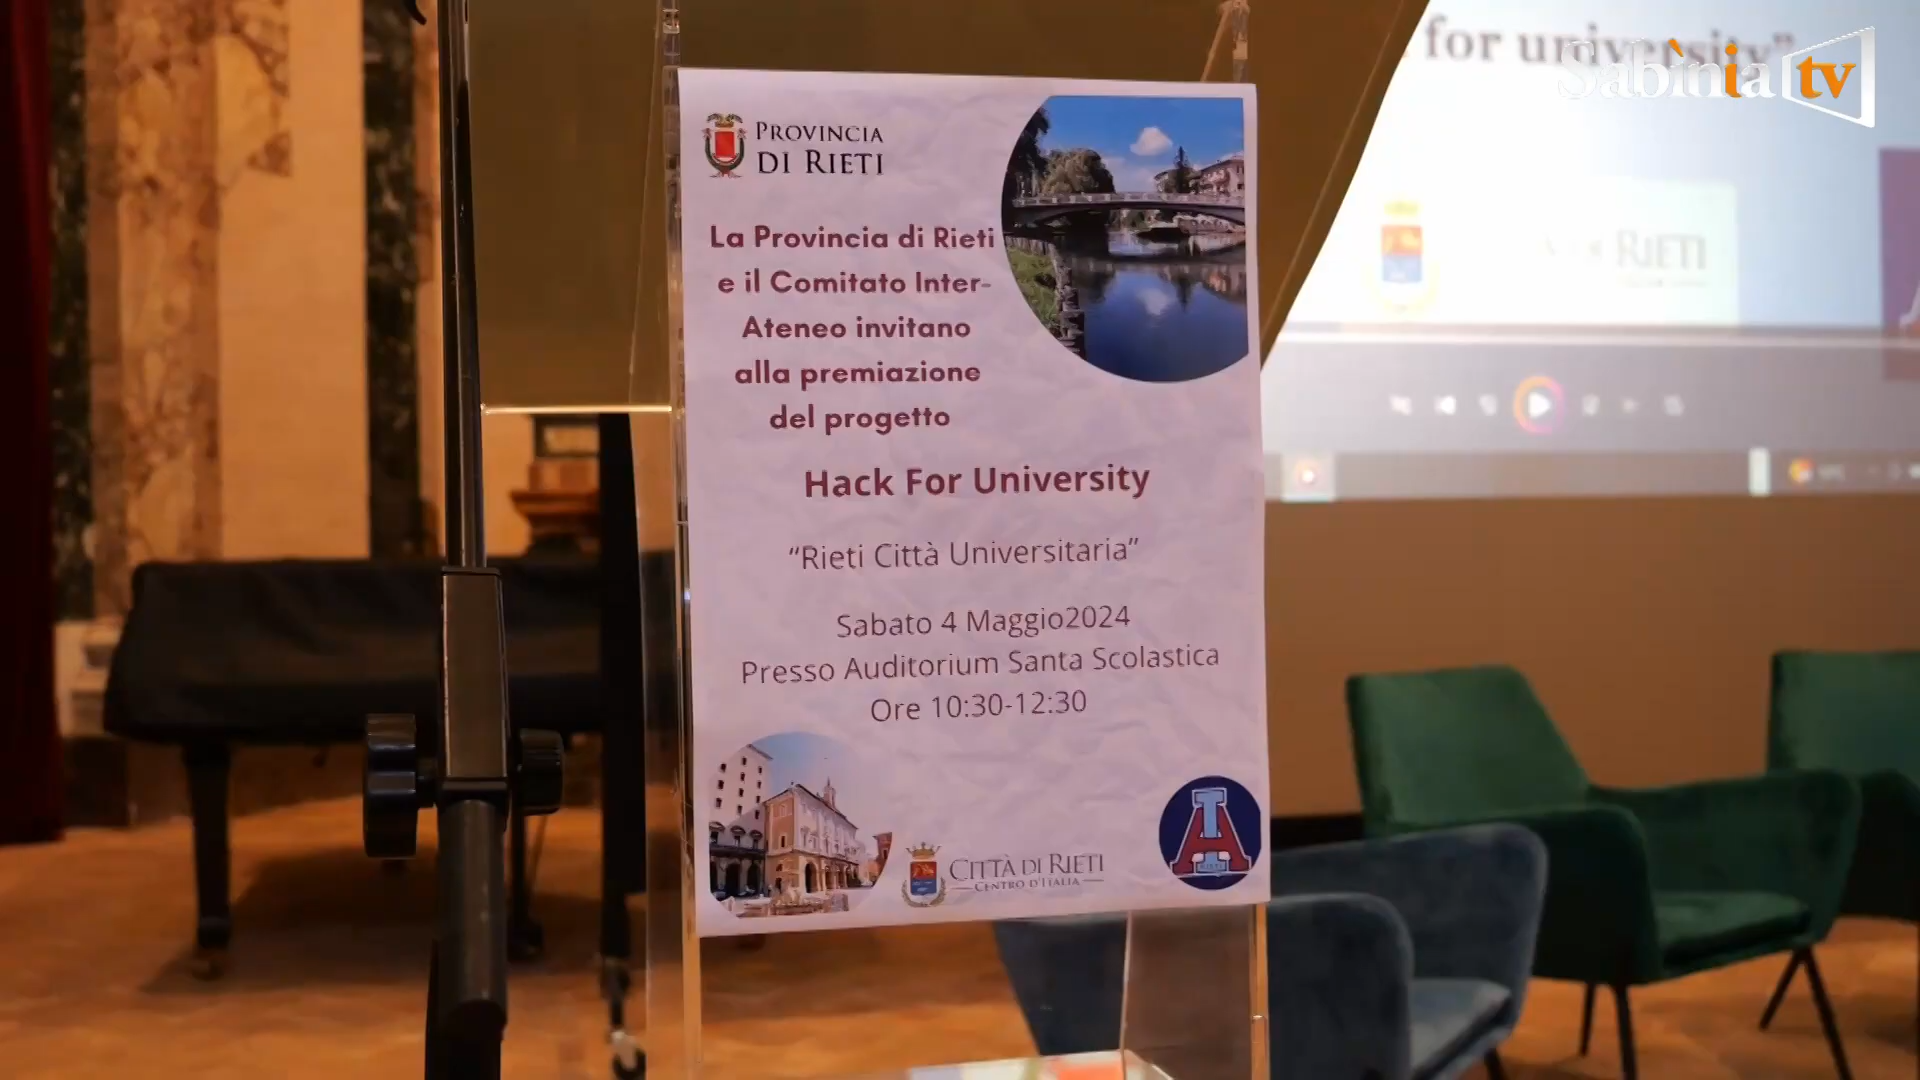 for university"
Sabinia tv
PROVINCIA
DI RIETI
La Provincia di Rieti
e il Comitato Inter-
Ateneo invitano
alla premiazione
del progetto
Hack For University
“Rieti Città Universitaria”
Sabato 4 Maggio2024
Presso Auditorium Santa Scolastica
Ore 10:30-12:30
CITTÀ DI RIETI
CENTRO D'ITALIA
RIETI